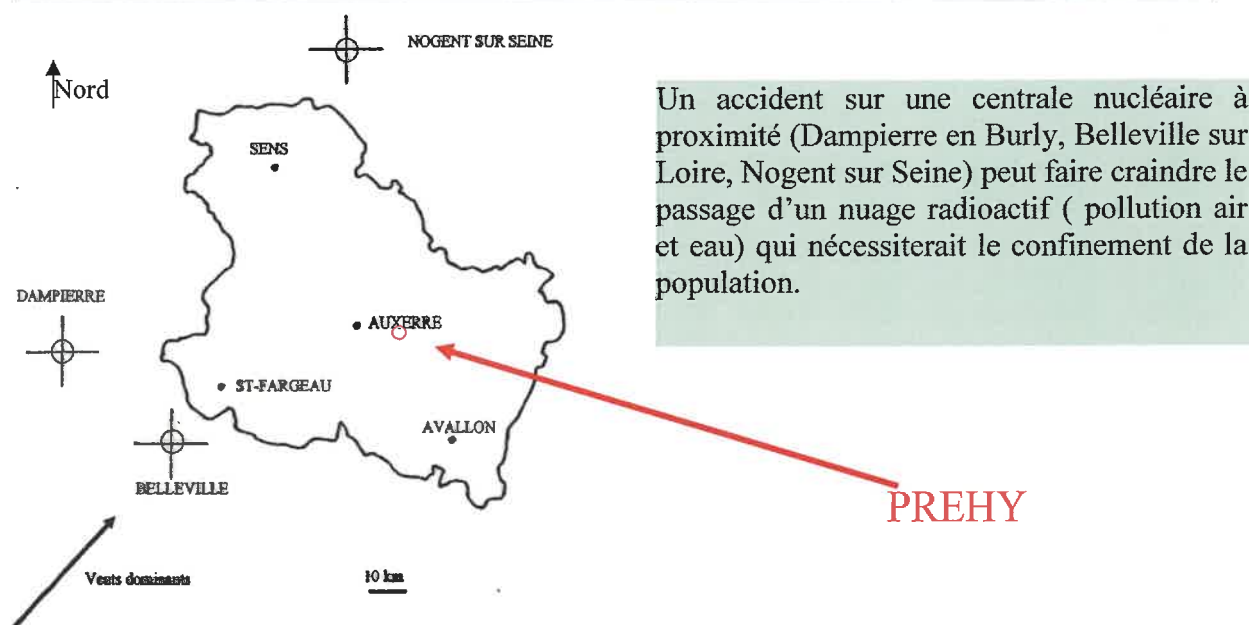 NOGENT SUR SEINE
Nord
SENS
Un accident sur une centrale nucléaire à
proximité (Dampierre en Burly, Belleville sur
Loire, Nogent sur Seine) peut faire craindre le
passage d'un nuage radioactif ( pollution air
et eau) qui nécessiterait le confinement de la
population.
DAMPIERRE
AUXERRE
ST-FARGEAU
AVALLON
BELLEVILLE
PREHY
Vents dominants
10 km